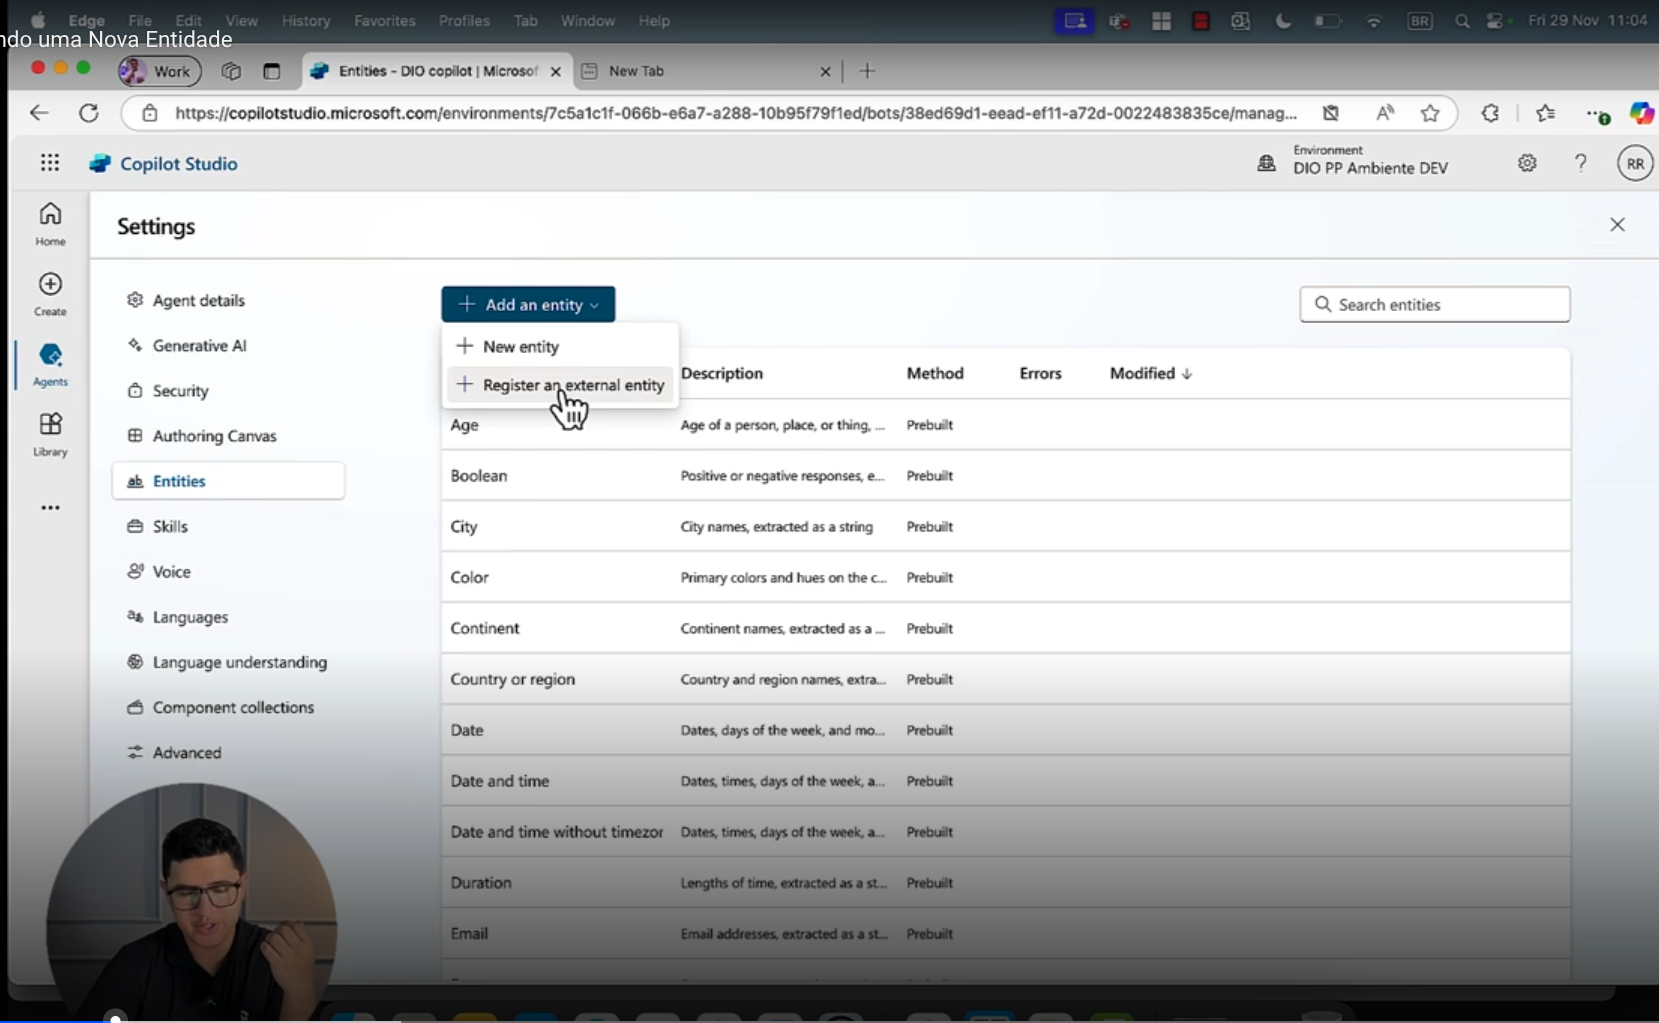 Edge File Edit View History Favorites Profiles Tab Window Help BR Fri 29 Nov 11:04
ndo uma Nova Entidade
Work Entities - DIO copilot | Microsof New Tab
https://copilotstudio.microsoft.com/environments/7c5a1c1f-066b-e6a7-a288-10b95f79f1ed/bots/38ed69d1-eead-ef11-a72d-0022483835ce/manag...
Copilot Studio
Environment
DIO PP Ambiente DEV
RR
Home
Create
Agents
Library
Settings
Agent details
Generative AI
Security
Authoring Canvas
Entities
Skills
Voice
Languages
Language understanding
Component collections
Advanced
Add an entity
Search entities
New entity
Register an external entity
Description Method Errors Modified
Age Age of a person, place, or thing, ... Prebuilt
Boolean Positive or negative responses, e... Prebuilt
City City names, extracted as a string Prebuilt
Color Primary colors and hues on the c... Prebuilt
Continent Continent names, extracted as a ... Prebuilt
Country or region Country and region names, extra... Prebuilt
Date Dates, days of the week, and mo... Prebuilt
Date and time Dates, times, days of the week, a... Prebuilt
Date and time without timezor Dates, times, days of the week, a... Prebuilt
Duration Lengths of time, extracted as a st... Prebuilt
Email Email addresses, extracted as a st... Prebuilt